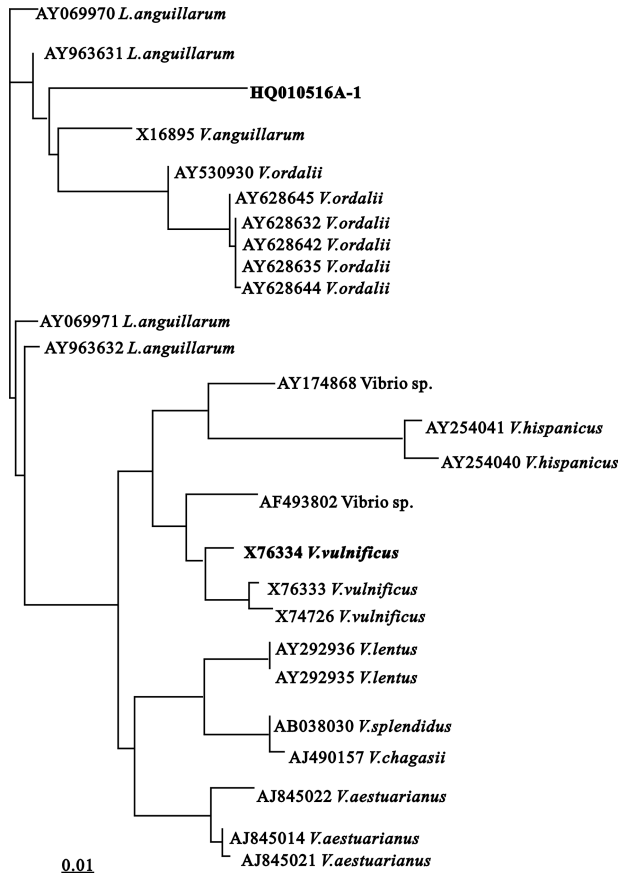 AY069970 L.anguillarum
AY963631 L.anguillarum
HQ010516A-1
X16895 V.anguillarum
AY530930 V.ordalii
AY628645 V.ordalii
AY628632 V.ordalii
AY628642 V.ordalii
AY628635 V.ordalii
AY628644 V.ordalii
AY069971 L.anguillarum
AY963632 L.anguillarum
AY174868 Vibrio sp.
AY254041 V.hispanicus
AY254040 V.hispanicus
AF493802 Vibrio sp.
X76334 V.vulnificus
X76333 V.vulnificus
X74726 V.vulnificus
AY292936 V.lentus
AY292935 V.lentus
AB038030 V.splendidus
AJ490157 V.chagasii
AJ845022 V.aestuarianus
AJ845014 V.aestuarianus
AJ845021 V.aestuarianus
0.01